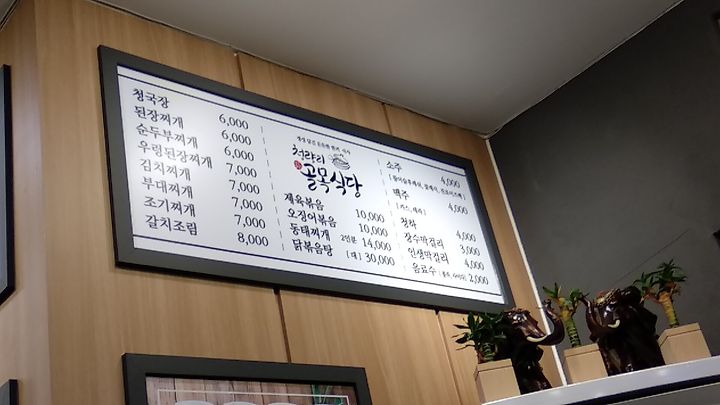 청국장 6,000
된장찌개 6,000
순두부찌개 6,000
우렁된장찌개 7,000
김치찌개 7,000
부대찌개 7,000
조기찌개 7,000
갈치조림 8,000
청량리
골목식당
제육볶음 10,000
오징어볶음 10,000
동태찌개 2인분 14,000
닭볶음탕 [대] 30,000
소주 4,000
맥주 4,000
청하 4,000
장수막걸리 3,000
인생막걸리 4,000
음료수 2,000